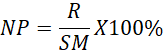 NP = R/SM X100%